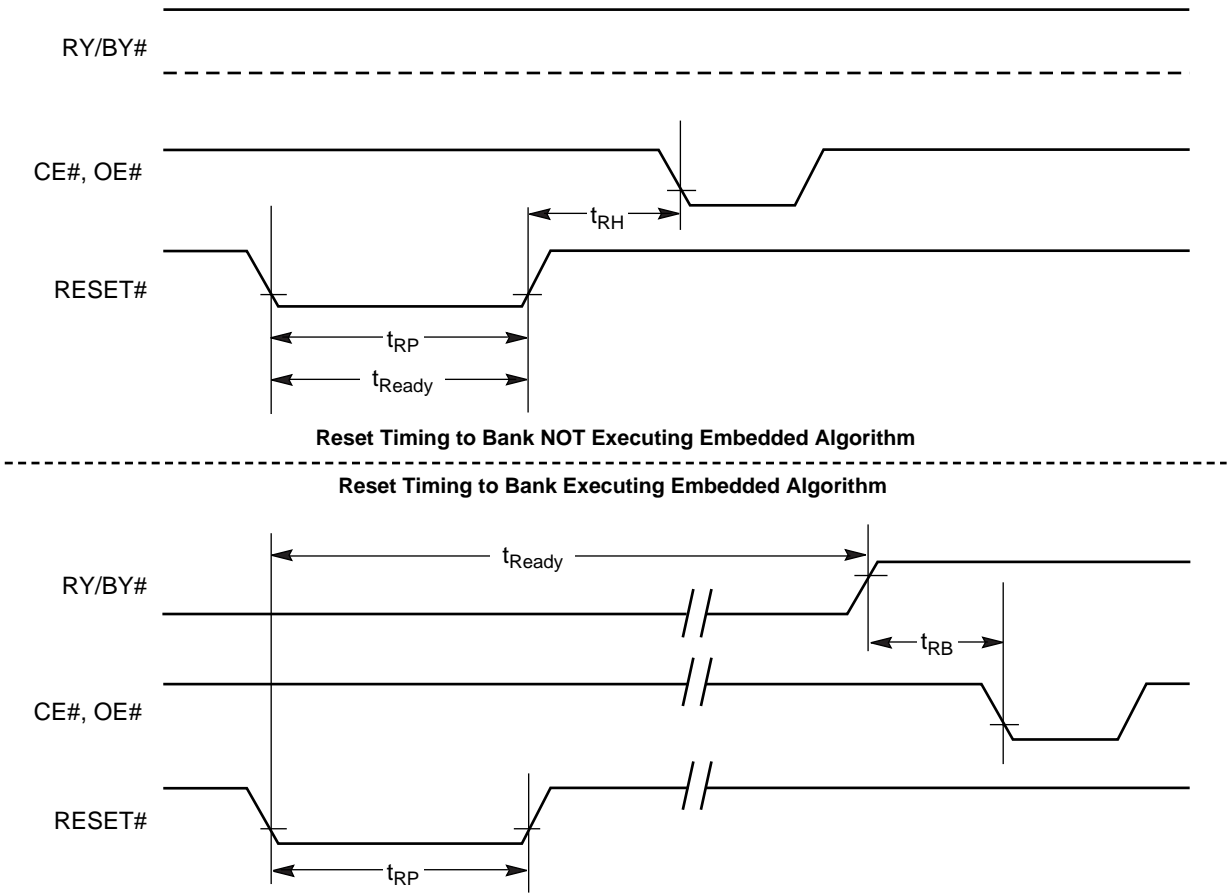 RY/BY#
CE#, OE#
tRH
RESET#
tRP
tReady
Reset Timing to Bank NOT Executing Embedded Algorithm
Reset Timing to Bank Executing Embedded Algorithm
tReady
RY/BY#
tRB
CE#, OE#
RESET#
tRP